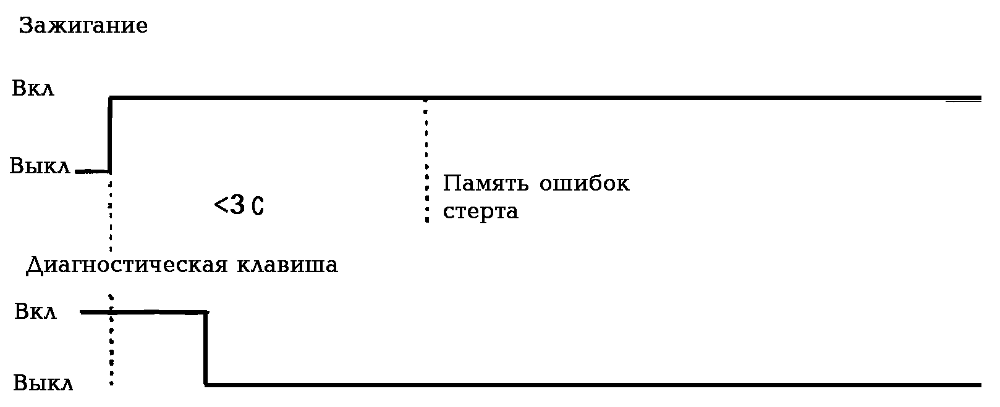 Зажигание
Вкл
Выкл
<3 с
Память ошибок
стерта
Диагностическая клавиша
Вкл
Выкл